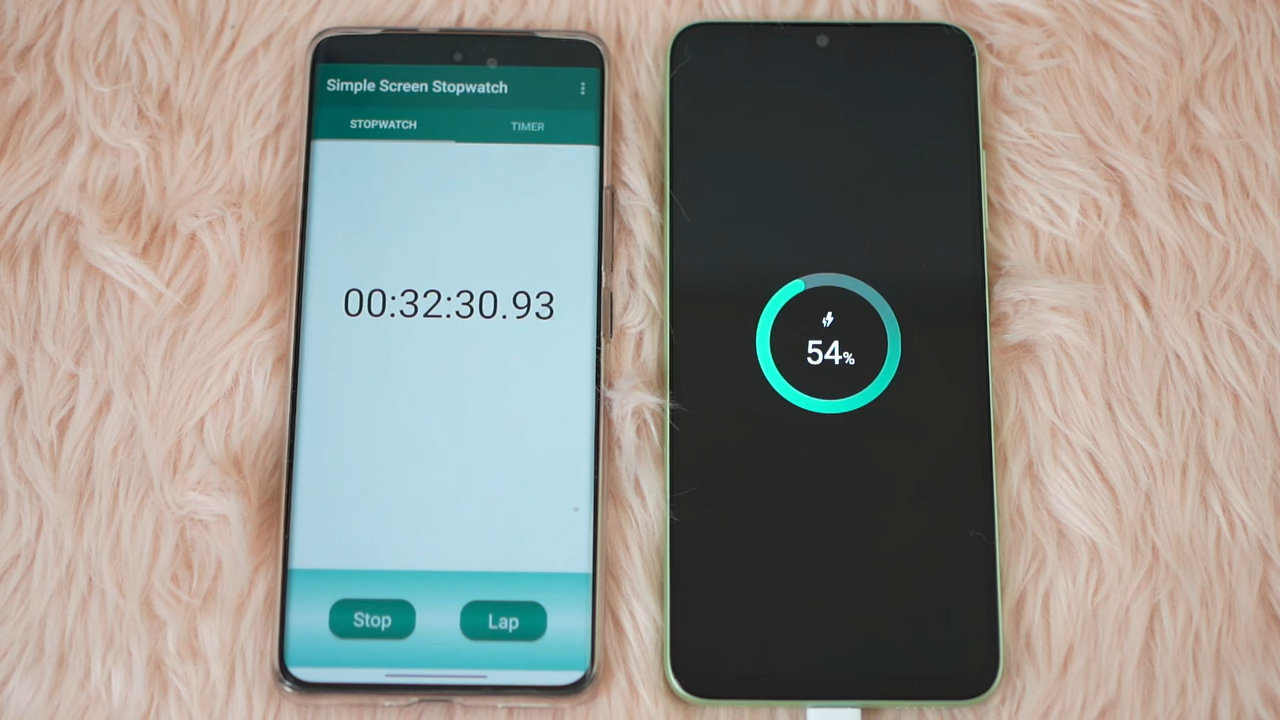 Simple Screen Stopwatch
STOPWATCH TIMER
00:32:30.93
Stop Lap
54%